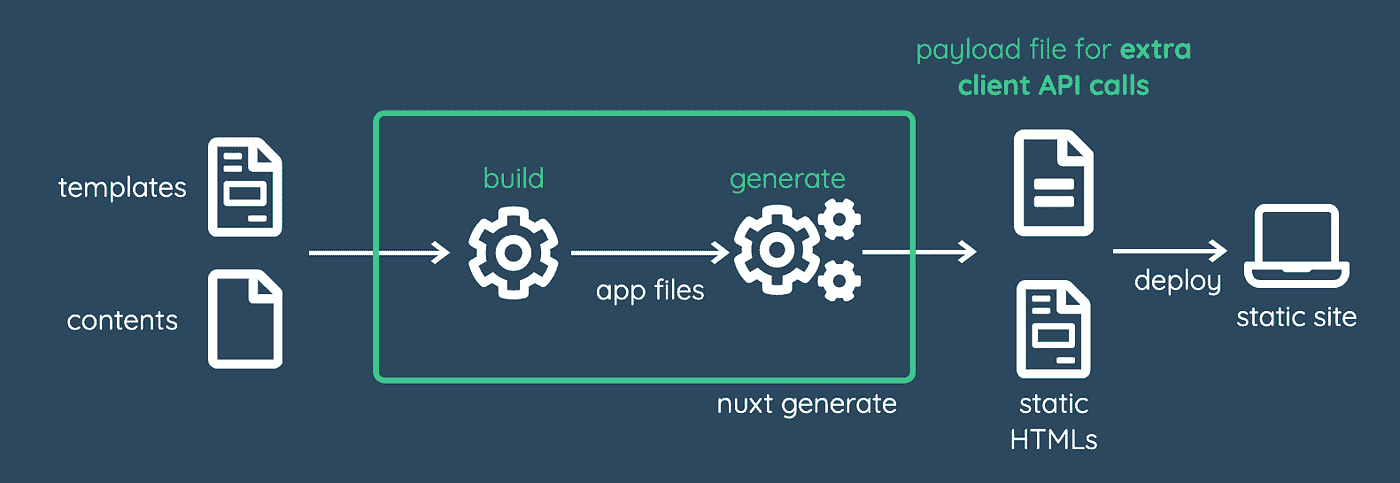 payload file for extra
client API calls
templates
build
generate
app files
contents
deploy
static site
nuxt generate
static
HTMLs